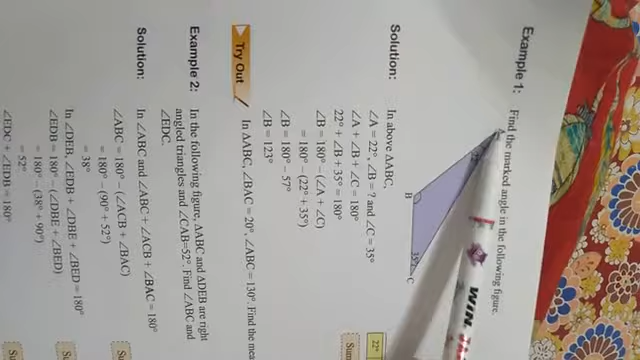 Example 1: Find the marked angle in the following figure.
A
22°
B
35°
C
Solution: In above ΔABC,
∠A = 22°, ∠B = ? and ∠C = 35°
∠A + ∠B + ∠C = 180°
22° + ∠B + 35° = 180°
∠B = 180° – (∠A + ∠C)
= 180° – (22° + 35°)
∠B = 180° – 57°
∠B = 123°
22°
Try Out
In ΔABC, ∠BAC = 20°, ∠ABC = 130°. Find the
Example 2: In the following figure, ΔABC and ΔDEB are right
angled triangles and ∠CAB=52°. Find ∠ABC and
∠EDC.
Solution: In ∠ABC and ∠ABC + ∠ACB + ∠BAC = 180°
∠ABC = 180° – (∠ACB + ∠BAC)
= 180° – (90° + 52°)
= 38°
In ∠DEB, ∠EDB + ∠DBE + ∠BED = 180°
∠EDB = 180° – (∠DBE + ∠BED)
= 180° – (38° + 90°)
= 52°
∠EDC + ∠EDB = 180°
WIN.